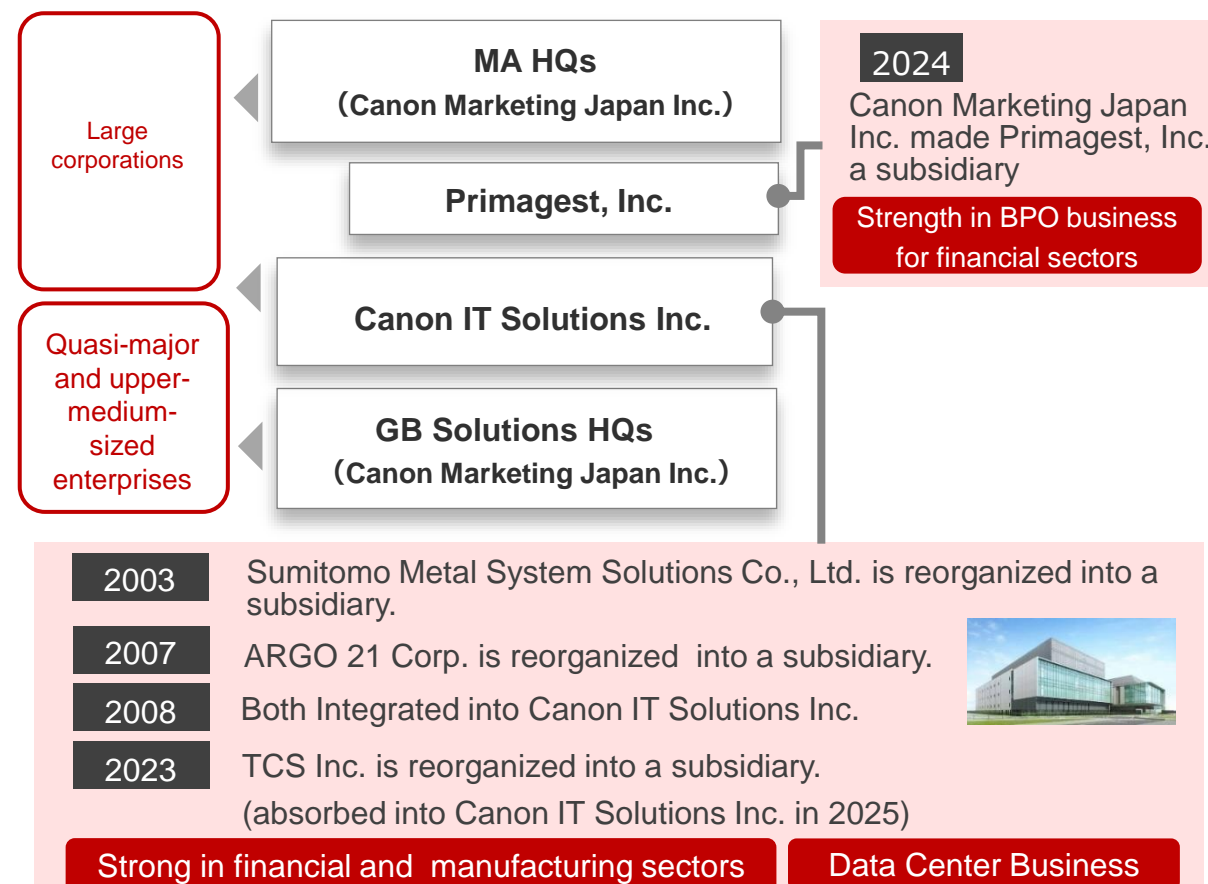 Large
corporations
Quasi-major
and upper-
medium-
sized
enterprises
MA HQs
（Canon Marketing Japan Inc.）
Primagest, Inc.
Canon IT Solutions Inc.
GB Solutions HQs
（Canon Marketing Japan Inc.）
2024
Canon Marketing Japan
Inc. made Primagest, Inc.
a subsidiary
Strength in BPO business
for financial sectors
2003
Sumitomo Metal System Solutions Co., Ltd. is reorganized into a
subsidiary.
2007
ARGO 21 Corp. is reorganized  into a subsidiary.
2008
Both Integrated into Canon IT Solutions Inc.
2023
TCS Inc. is reorganized into a subsidiary.
(absorbed into Canon IT Solutions Inc. in 2025)
Strong in financial and  manufacturing sectors
Data Center Business